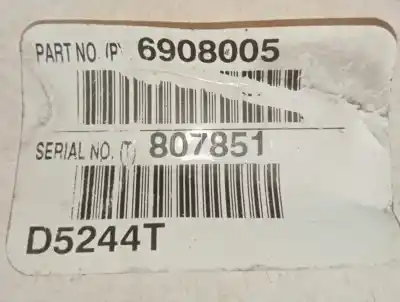 PART NO. (P) 6908005
SERIAL NO. (T) 807851
D5244T